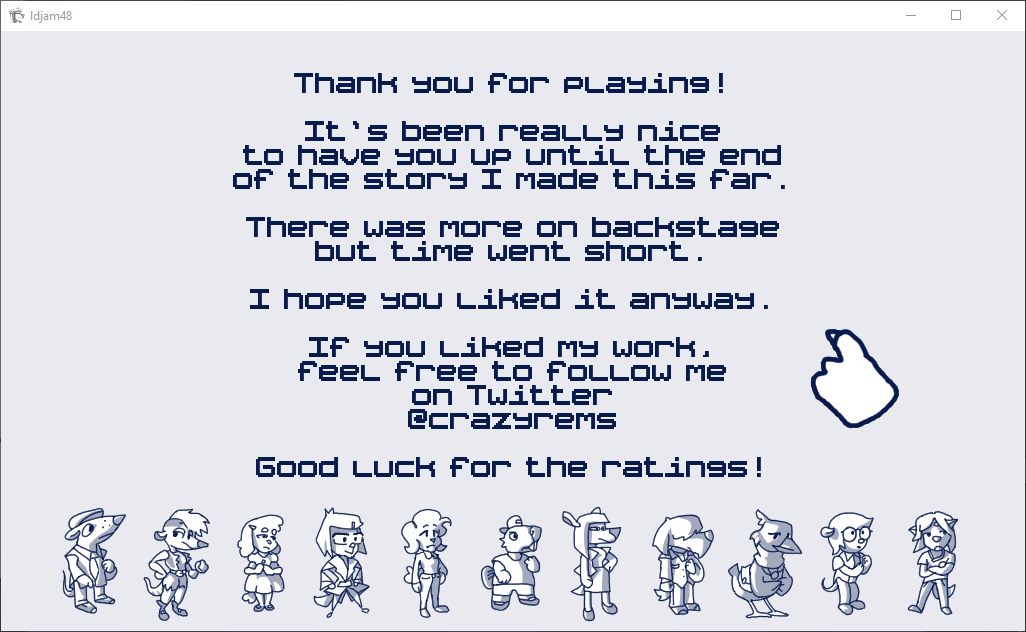 ldjam48
Thank you for playing!
It's been really nice
to have you up until the end
of the story I made this far.
There was more on backstage
but time went short.
I hope you liked it anyway.
If you liked my work,
feel free to follow me
on Twitter
@crazyrems
Good luck for the ratings!